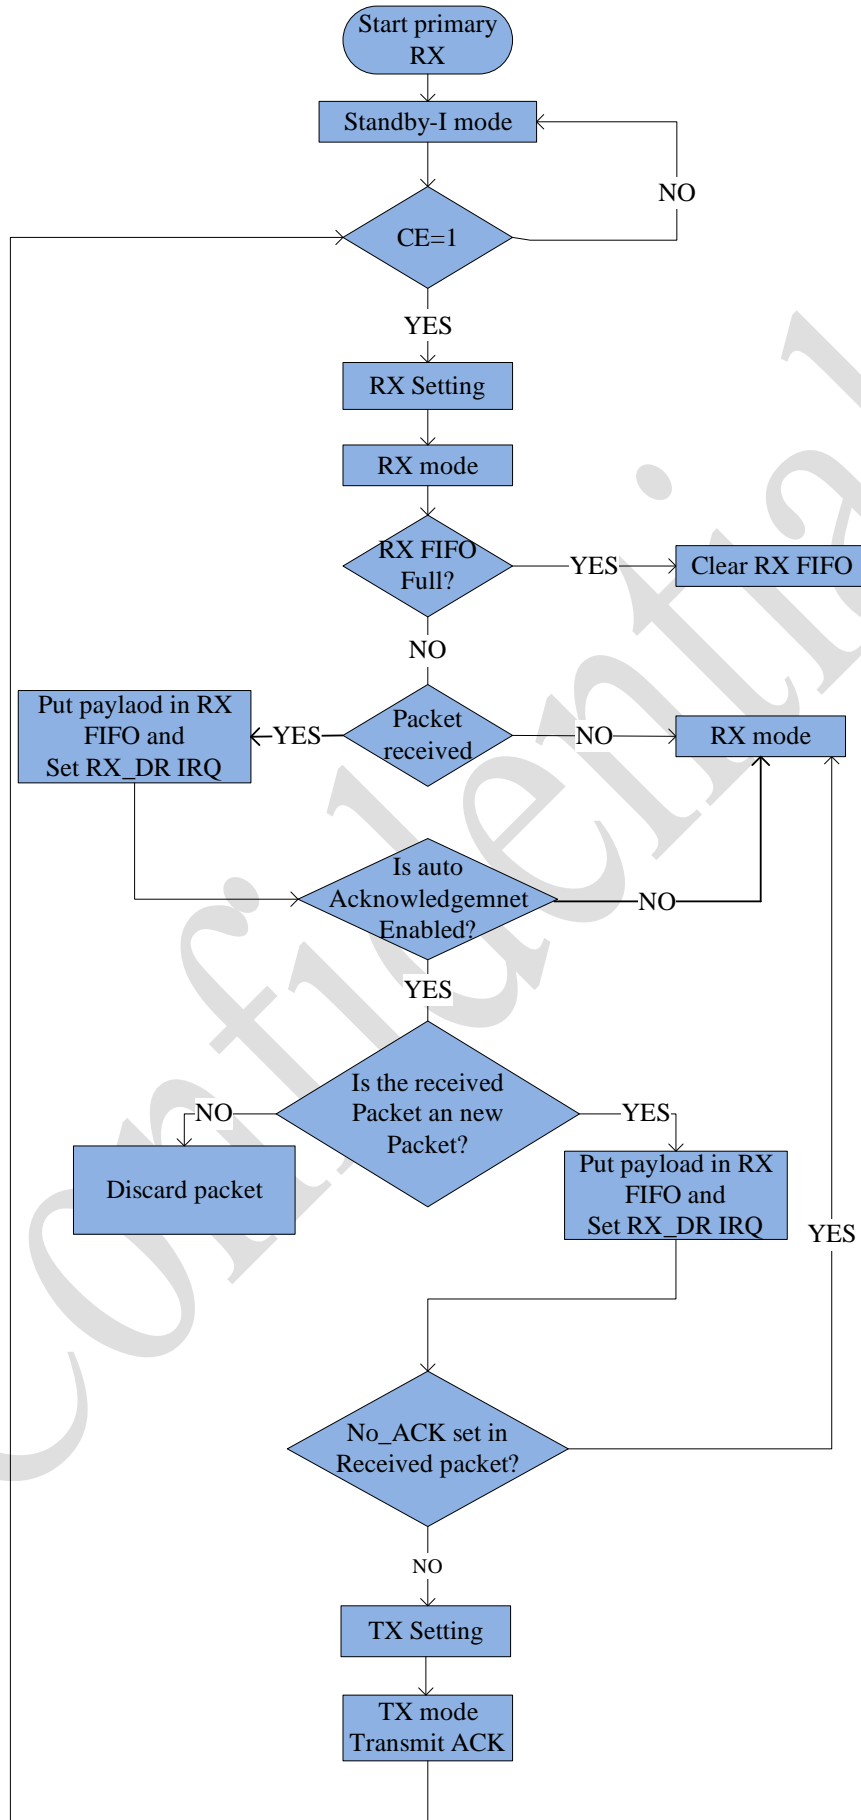 Start primary
RX
Standby-I mode
NO
CE=1
YES
RX Setting
RX mode
RX FIFO
Full?
YES
Clear RX FIFO
NO
Put paylaod in RX
FIFO and
Set RX_DR IRQ
YES
Packet
received
NO
RX mode
Is auto
Acknowledgemnet
Enabled?
NO
YES
Is the received
Packet an new
Packet?
NO
YES
Discard packet
Put payload in RX
FIFO and
Set RX_DR IRQ
YES
No_ACK set in
Received packet?
NO
TX Setting
TX mode
Transmit ACK
Confidential